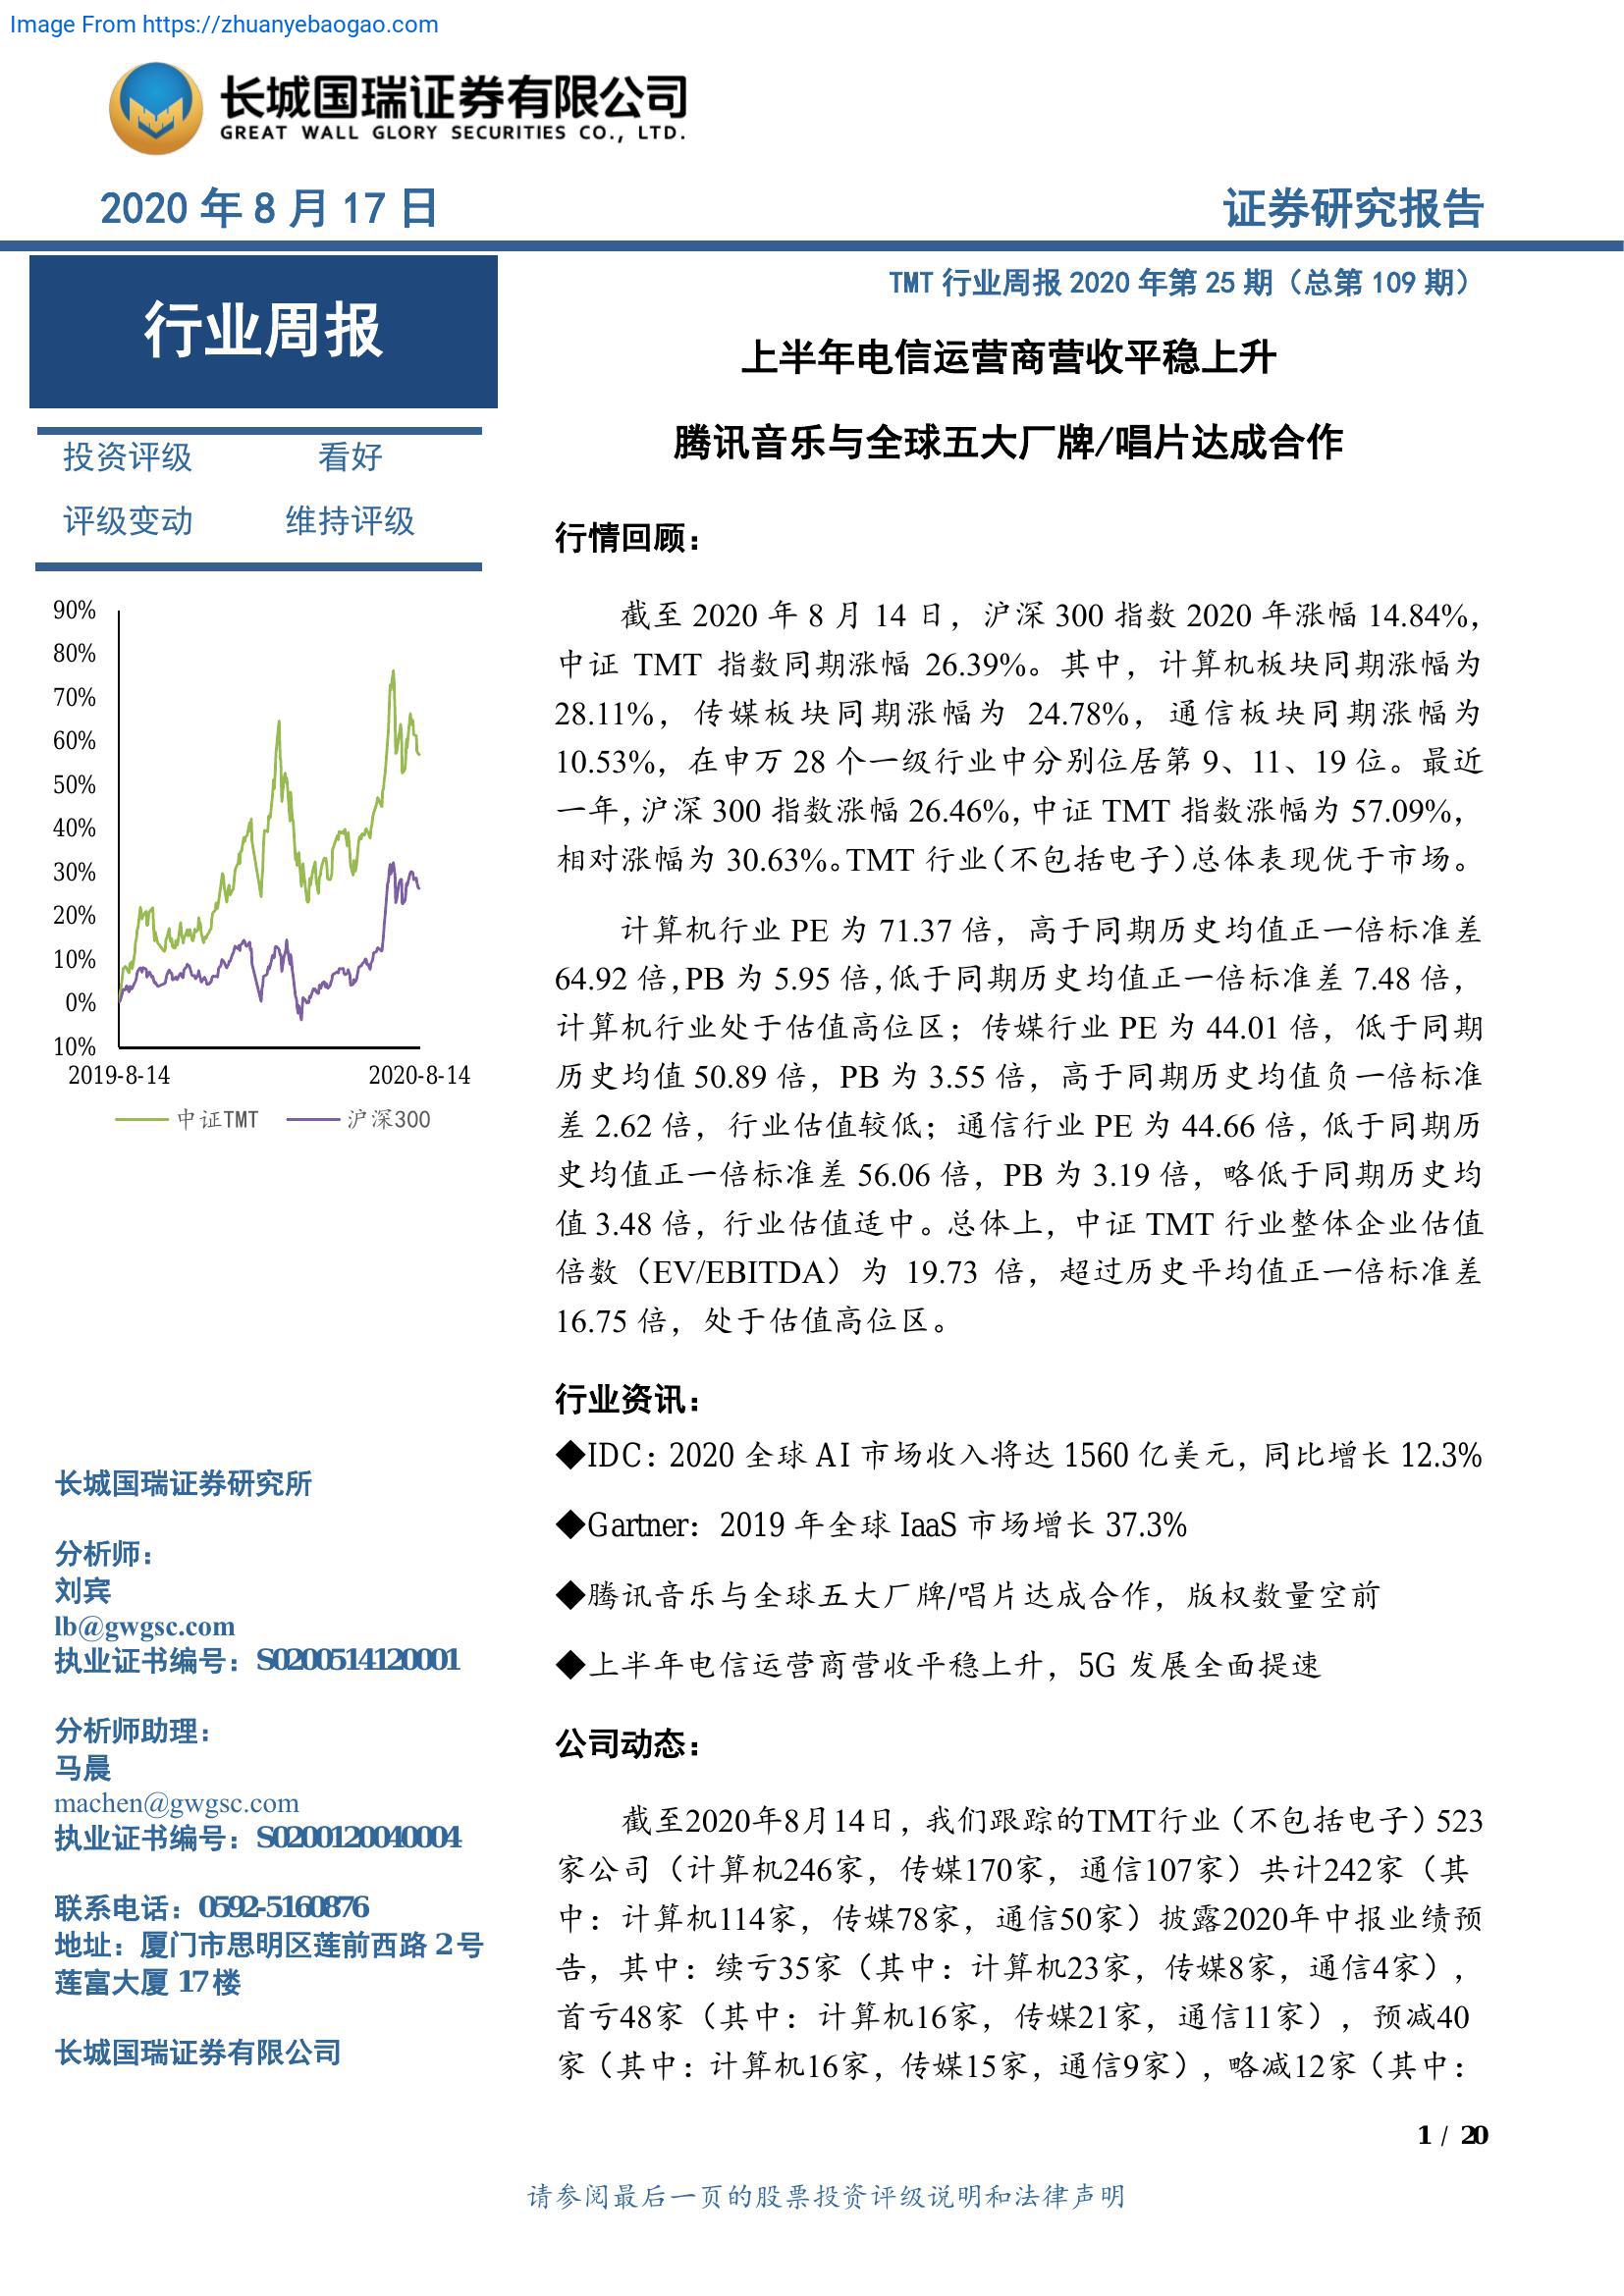 Image From https://zhuanyebaogao.com
长城国瑞证券有限公司
GREAT WALL GLORY SECURITIES CO., LTD.
2020 年 8 月 17 日
证券研究报告
行业周报
投资评级 看好
评级变动 维持评级
90%
80%
70%
60%
50%
40%
30%
20%
10%
0%
10%
2019-8-14 2020-8-14
中证TMT 沪深300
长城国瑞证券研究所
分析师：
刘宾
lb@gwgsc.com
执业证书编号：S0200514120001
分析师助理：
马晨
machen@gwgsc.com
执业证书编号：S0200120040004
联系电话：0592-5160876
地址：厦门市思明区莲前西路 2 号
莲富大厦 17 楼
长城国瑞证券有限公司
TMT 行业周报 2020 年第 25 期（总第 109 期）
上半年电信运营商营收平稳上升
腾讯音乐与全球五大厂牌/唱片达成合作
行情回顾：
截至 2020 年 8 月 14 日，沪深 300 指数 2020 年涨幅 14.84%，
中证 TMT 指数同期涨幅 26.39%。其中，计算机板块同期涨幅为
28.11%，传媒板块同期涨幅为 24.78%，通信板块同期涨幅为
10.53%，在申万 28 个一级行业中分别位居第 9、11、19 位。最近
一年，沪深 300 指数涨幅 26.46%，中证 TMT 指数涨幅为 57.09%，
相对涨幅为 30.63%。TMT 行业（不包括电子）总体表现优于市场。
计算机行业 PE 为 71.37 倍，高于同期历史均值正一倍标准差
64.92 倍，PB 为 5.95 倍，低于同期历史均值正一倍标准差 7.48 倍，
计算机行业处于估值高位区；传媒行业 PE 为 44.01 倍，低于同期
历史均值 50.89 倍，PB 为 3.55 倍，高于同期历史均值负一倍标准
差 2.62 倍，行业估值较低；通信行业 PE 为 44.66 倍，低于同期历
史均值正一倍标准差 56.06 倍，PB 为 3.19 倍，略低于同期历史均
值 3.48 倍，行业估值适中。总体上，中证 TMT 行业整体企业估值
倍数（EV/EBITDA）为 19.73 倍，超过历史平均值正一倍标准差
16.75 倍，处于估值高位区。
行业资讯：
◆IDC：2020 全球 AI 市场收入将达 1560 亿美元，同比增长 12.3%
◆Gartner：2019 年全球 IaaS 市场增长 37.3%
◆腾讯音乐与全球五大厂牌/唱片达成合作，版权数量空前
◆上半年电信运营商营收平稳上升，5G 发展全面提速
公司动态：
截至2020年8月14日，我们跟踪的TMT行业（不包括电子）523
家公司（计算机246家，传媒170家，通信107家）共计242家（其
中：计算机114家，传媒78家，通信50家）披露2020年中报业绩预
告，其中：续亏35家（其中：计算机23家，传媒8家，通信4家），
首亏48家（其中：计算机16家，传媒21家，通信11家），预减40
家（其中：计算机16家，传媒15家，通信9家），略减12家（其中：
1 / 20
请参阅最后一页的股票投资评级说明和法律声明